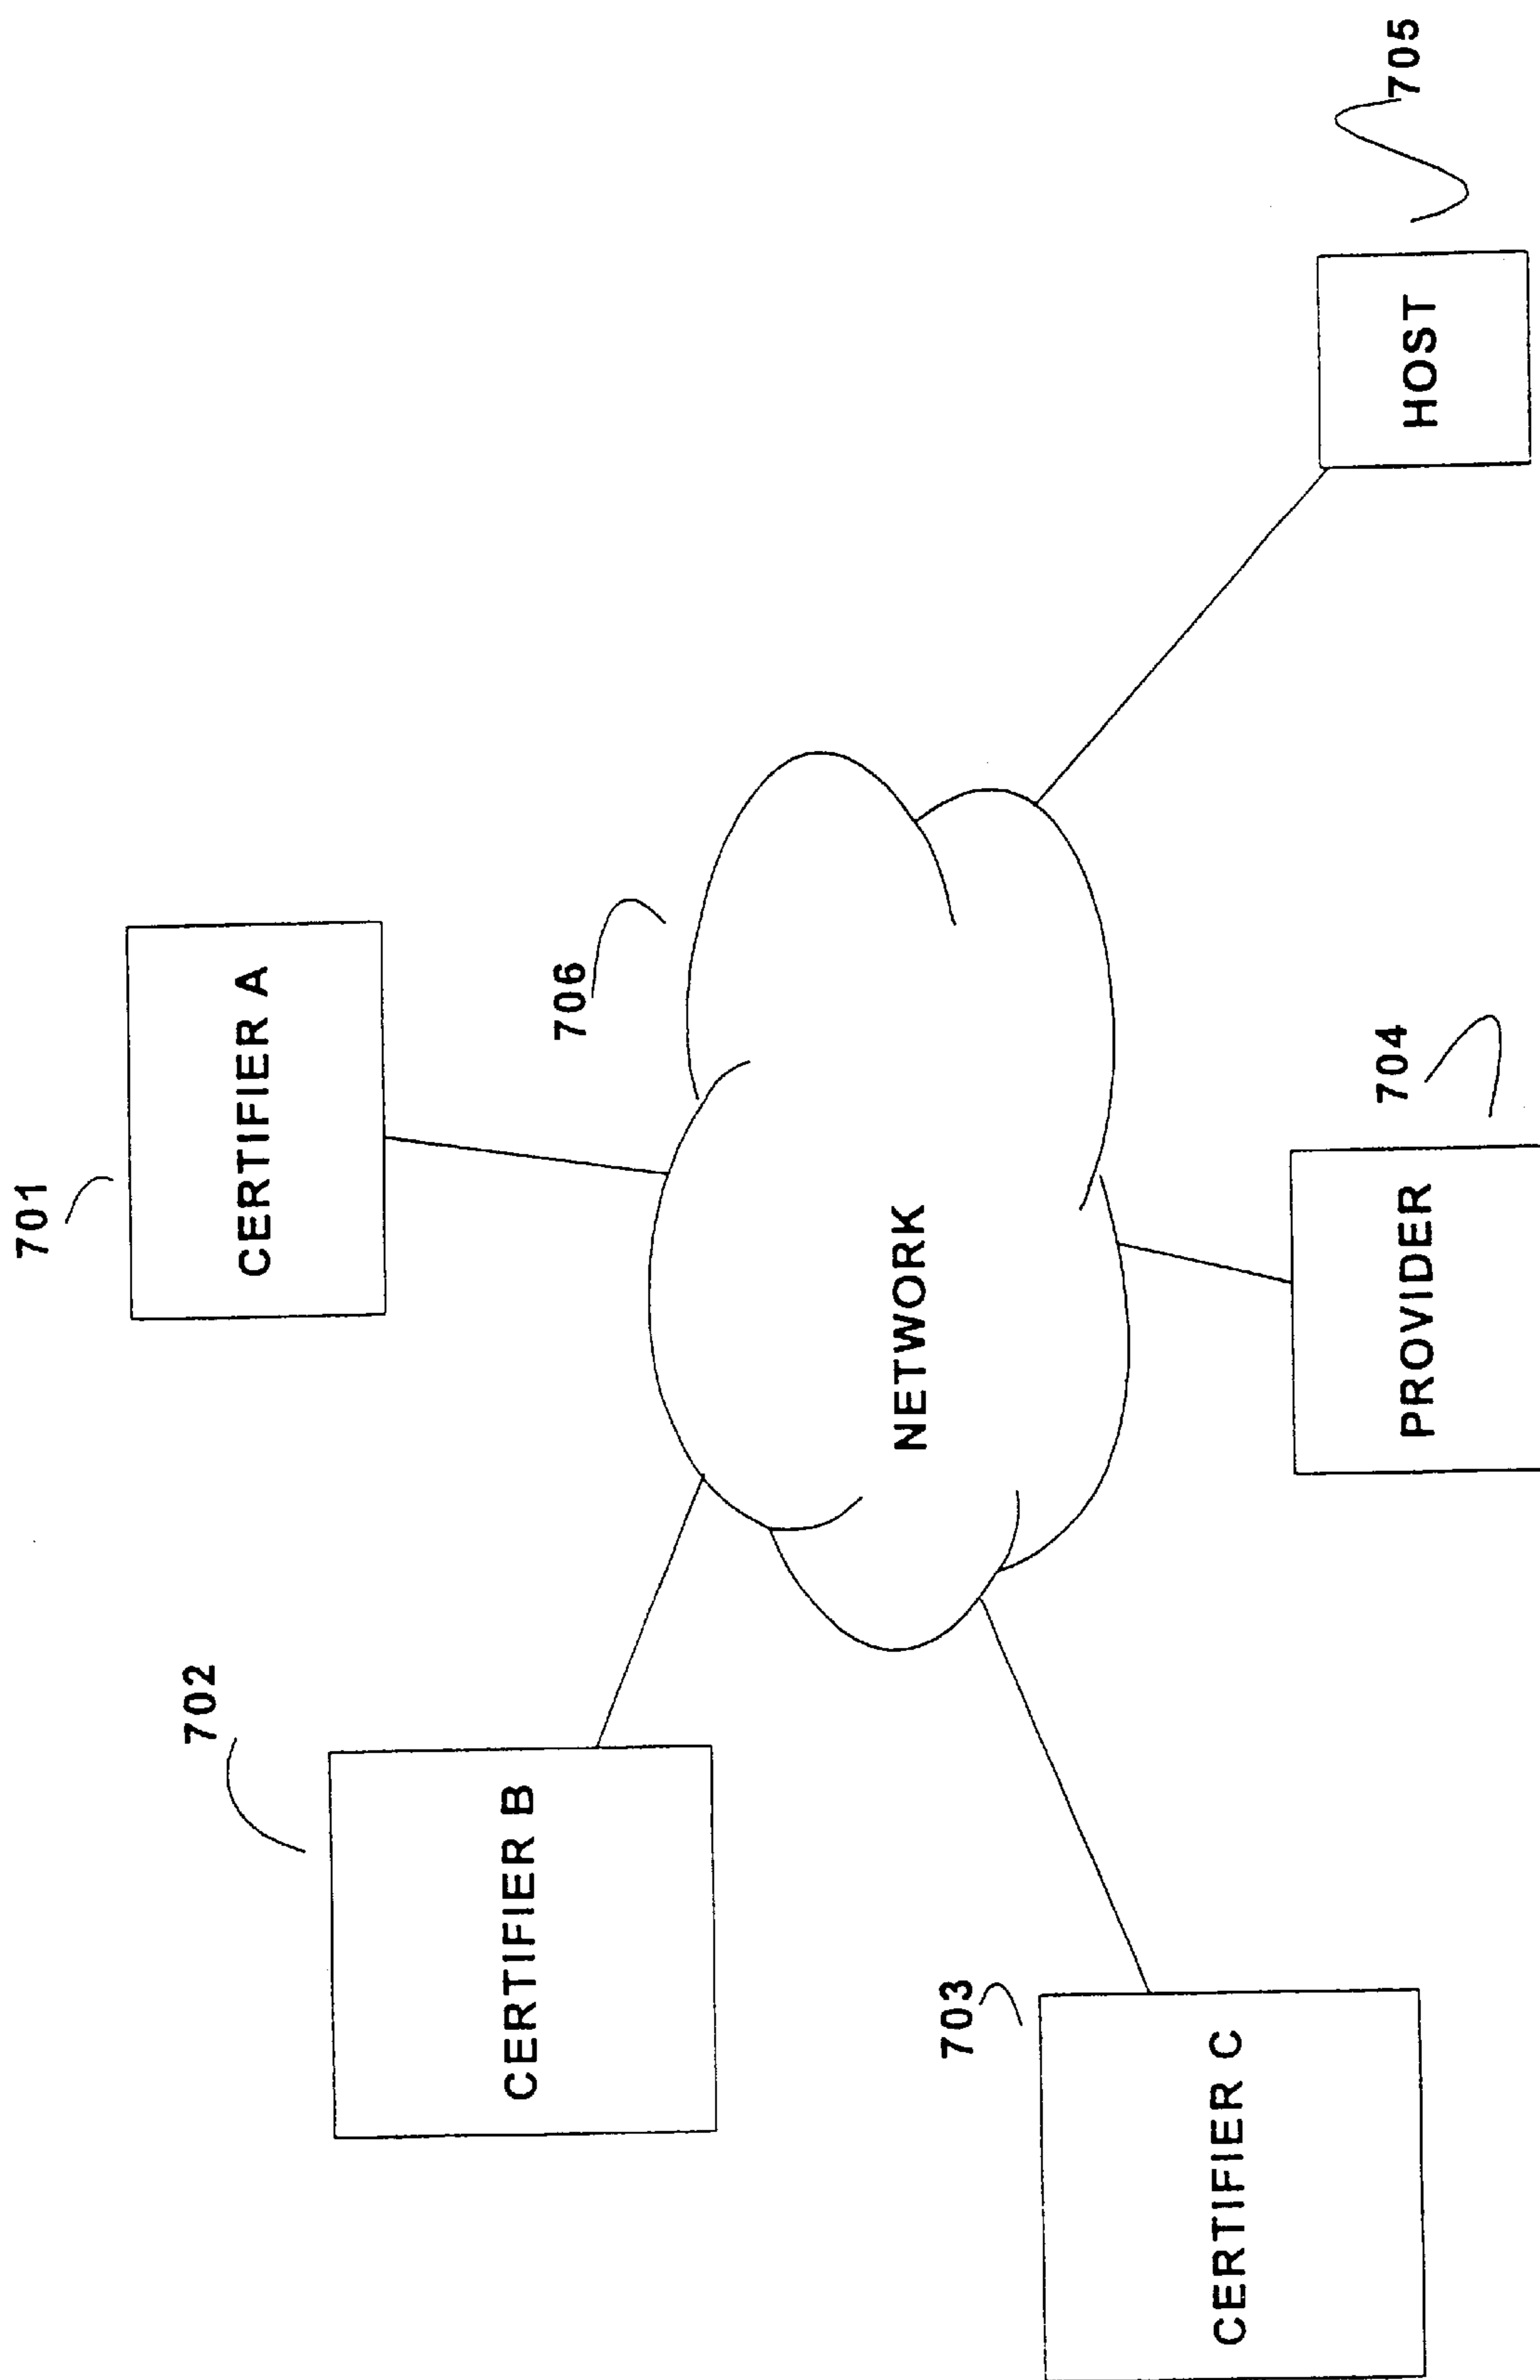 701
CERTIFIER A
702
CERTIFIER B
706
NETWORK
703
CERTIFIER C
704
PROVIDER
705
HOST